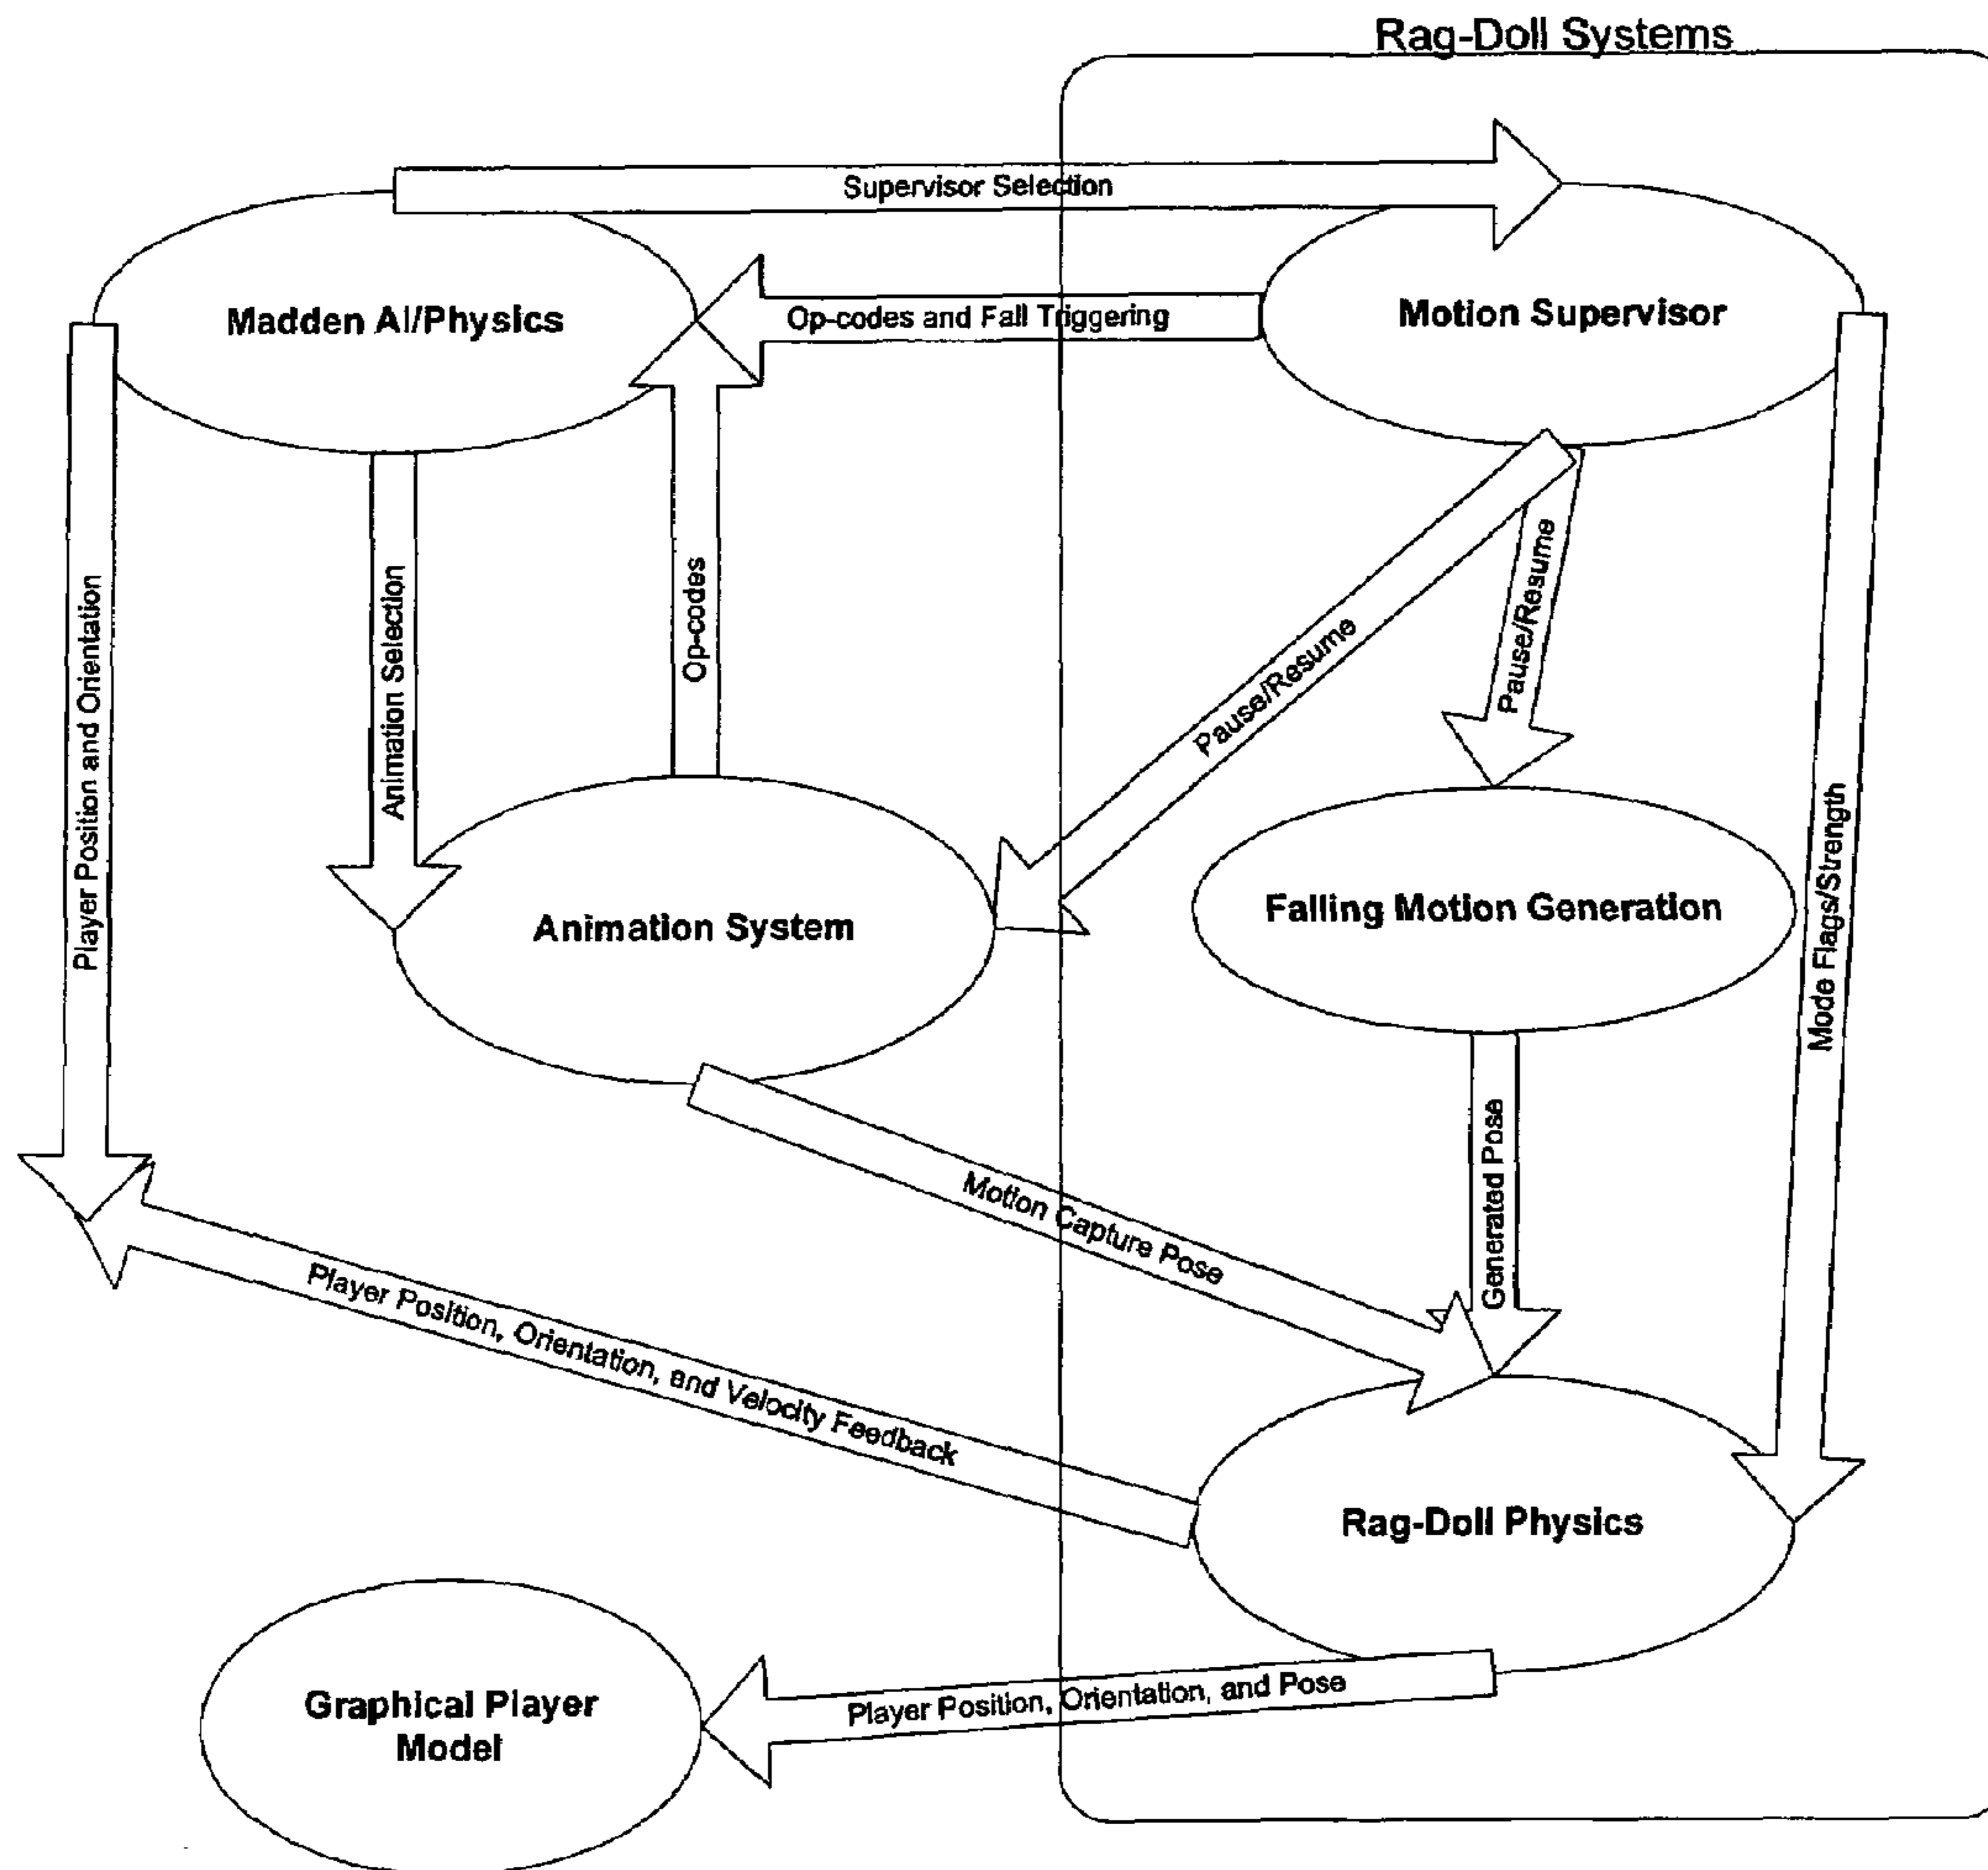 Rag-Doll Systems
Supervisor Selection
Madden AI/Physics
Op-codes and Fall Triggering
Motion Supervisor
Player Position and Orientation
Animation Selection
Op-codes
Pause/Resume
Pause/Resume
Mode Flags/Strength
Animation System
Falling Motion Generation
Motion Capture Pose
Generated Pose
Player Position, Orientation, and Velocity Feedback
Rag-Doll Physics
Graphical Player
Model
Player Position, Orientation, and Pose